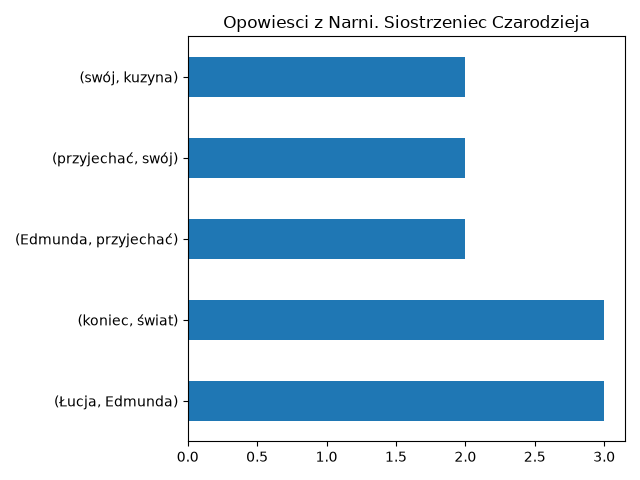 Opowiesci z Narni. Siostrzeniec Czarodzieja
(swój, kuzyna)
(przyjechać, swój)
(Edmunda, przyjechać)
(koniec, świat)
(Łucja, Edmunda)
0.0 0.5 1.0 1.5 2.0 2.5 3.0